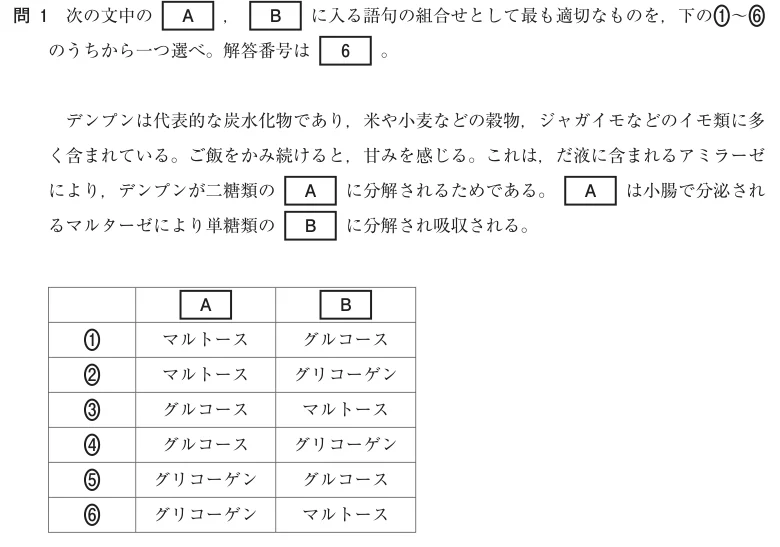 問 1 次の文中の A ， B に入る語句の組合せとして最も適切なものを，下の①～⑥
のうちから一つ選べ。解答番号は 6 。
デンプンは代表的な炭水化物であり，米や小麦などの穀物，ジャガイモなどのイモ類に多
く含まれている。ご飯をかみ続けると，甘みを感じる。これは，だ液に含まれるアミラーゼ
により，デンプンが二糖類の A に分解されるためである。 A は小腸で分泌され
るマルターゼにより単糖類の B に分解され吸収される。
A B
① マルトース グルコース
② マルトース グリコーゲン
③ グルコース マルトース
④ グルコース グリコーゲン
⑤ グリコーゲン グルコース
⑥ グリコーゲン マルトース